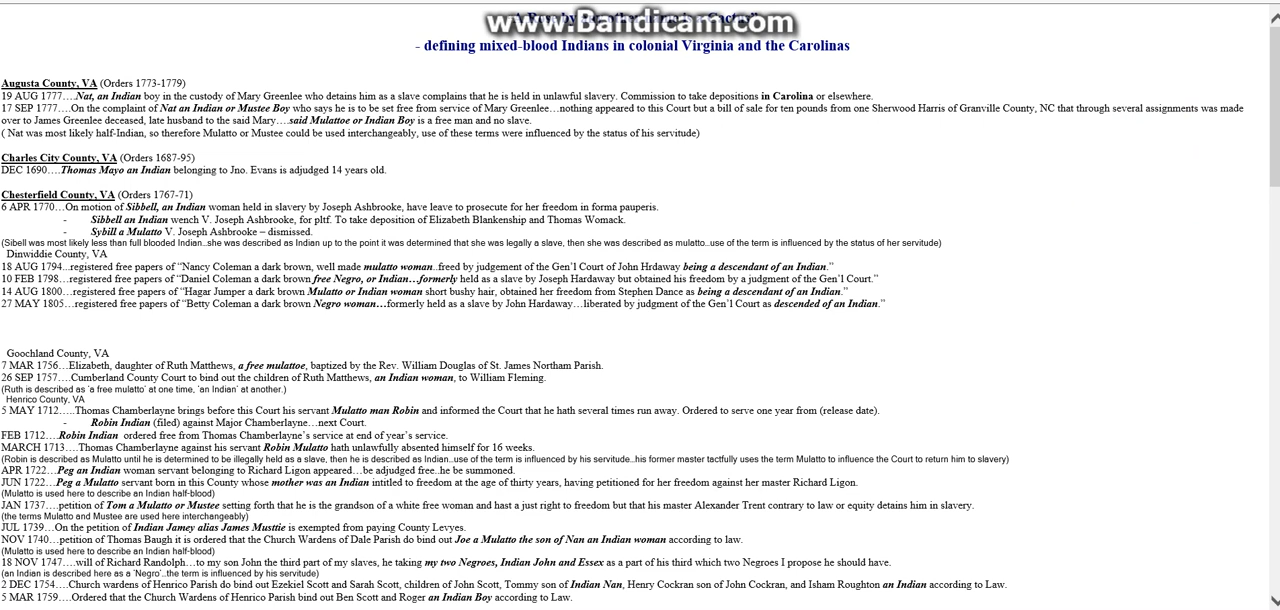 www.Bandicam.com
- defining mixed-blood Indians in colonial Virginia and the Carolinas
Augusta County, VA (Orders 1773-1779)
19 AUG 1777….Nat, an Indian boy in the custody of Mary Greenlee who detains him as a slave complains that he is held in unlawful slavery. Commission to take depositions in Carolina or elsewhere.
17 SEP 1777….On the complaint of Nat an Indian or Mustee Boy who says he is to be set free from service of Mary Greenlee…nothing appeared to this Court but a bill of sale for ten pounds from one Sherwood Harris of Granville County, NC that through several assignments was made
over to James Greenlee deceased, late husband to the said Mary….said Mulattoe or Indian Boy is a free man and no slave.
( Nat was most likely half-Indian, so therefore Mulatto or Mustee could be used interchangeably, use of these terms were influenced by the status of his servitude)
Charles City County, VA (Orders 1687-95)
DEC 1690….Thomas Mayo an Indian belonging to Jno. Evans is adjudged 14 years old.
Chesterfield County, VA (Orders 1767-71)
6 APR 1770…On motion of Sibbell, an Indian woman held in slavery by Joseph Ashbrooke, have leave to prosecute for her freedom in forma pauperis.
- Sibbell an Indian wench V. Joseph Ashbrooke, for pltf. To take deposition of Elizabeth Blankenship and Thomas Womack.
- Sybill a Mulatto V. Joseph Ashbrooke – dismissed.
(Sibell was most likely less than full blooded Indian..she was described as Indian up to the point it was determined that she was legally a slave, then she was described as mulatto..use of the term is influenced by the status of her servitude)
Dinwiddie County, VA
18 AUG 1794...registered free papers of “Nancy Coleman a dark brown, well made mulatto woman..freed by judgement of the Gen’l Court of John Hrdaway being a descendant of an Indian.”
10 FEB 1798…registered free papers of “Daniel Coleman a dark brown free Negro, or Indian…formerly held as a slave by Joseph Hardaway but obtained his freedom by a judgment of the Gen’l Court.”
14 AUG 1800…registered free papers of “Hagar Jumper a dark brown Mulatto or Indian woman short bushy hair, obtained her freedom from Stephen Dance as being a descendant of an Indian.”
27 MAY 1805…registered free papers of “Betty Coleman a dark brown Negro woman…formerly held as a slave by John Hardaway…liberated by judgment of the Gen’l Court as descended of an Indian.”
Goochland County, VA
7 MAR 1756…Elizabeth, daughter of Ruth Matthews, a free mulattoe, baptized by the Rev. William Douglas of St. James Northam Parish.
26 SEP 1757….Cumberland County Court to bind out the children of Ruth Matthews, an Indian woman, to William Fleming.
(Ruth is described as ‘a free mulatto’ at one time, ‘an Indian’ at another.)
Henrico County, VA
5 MAY 1712…..Thomas Chamberlayne brings before this Court his servant Mulatto man Robin and informed the Court that he hath several times run away. Ordered to serve one year from (release date).
- Robin Indian (filed) against Major Chamberlayne…next Court.
FEB 1712….Robin Indian ordered free from Thomas Chamberlayne’s service at end of year’s service.
MARCH 1713….Thomas Chamberlayne against his servant Robin Mulatto hath unlawfully absented himself for 16 weeks.
(Robin is described as Mulatto until he is determined to be illegally held as a slave, then he is described as Indian..use of the term is influenced by his servitude..his former master tactfully uses the term Mulatto to influence the Court to return him to slavery)
APR 1722….Peg an Indian woman servant belonging to Richard Ligon appeared…be adjudged free..he be summoned.
JUN 1722….Peg a Mulatto servant born in this County whose mother was an Indian intitled to freedom at the age of thirty years, having petitioned for her freedom against her master Richard Ligon.
(Mulatto is used here to describe an Indian half-blood)
JAN 1737….petition of Tom a Mulatto or Mustee setting forth that he is the grandson of a white free woman and hast a just right to freedom but that his master Alexander Trent contrary to law or equity detains him in slavery.
(the terms Mulatto and Mustee are used here interchangeably)
JUL 1739…On the petition of Indian Jamey alias James Musttie is exempted from paying County Levyes.
NOV 1740…petition of Thomas Baugh it is ordered that the Church Wardens of Dale Parish do bind out Joe a Mulatto the son of Nan an Indian woman according to law.
(Mulatto is used here to describe an Indian half-blood)
18 NOV 1747….will of Richard Randolph…to my son John the third part of my slaves, he taking my two Negroes, Indian John and Essex as a part of his third which two Negroes I propose he should have.
(an Indian is described here as a ‘Negro’..the term is influenced by his servitude)
2 DEC 1754….Church wardens of Henrico Parish do bind out Ezekiel Scott and Sarah Scott, children of John Scott, Tommy son of Indian Nan, Henry Cockran son of John Cockran, and Isham Roughton an Indian according to Law.
5 MAR 1759….Ordered that the Church Wardens of Henrico Parish bind out Ben Scott and Roger an Indian Boy according to Law.